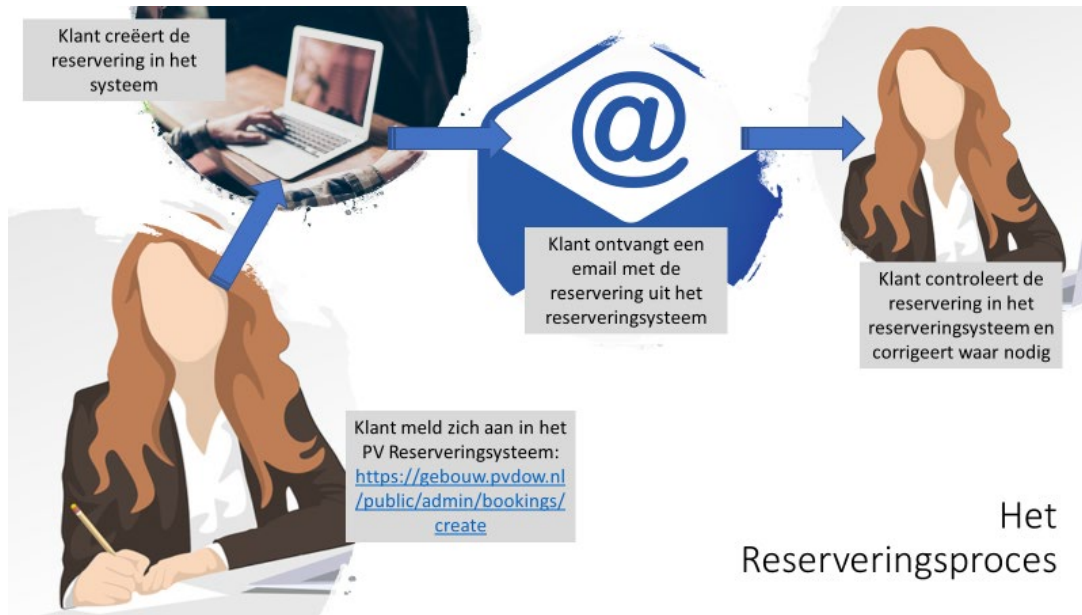 Klant creëert de
reservering in het
systeem
@
Klant ontvangt een
email met de
reservering uit het
reserveringsysteem
Klant controleert de
reservering in het
reserveringsysteem en
corrigeert waar nodig
Klant meld zich aan in het
PV Reserveringsysteem:
https://gebouw.pvdow.nl
/public/admin/bookings/
create
Het
Reserveringsproces